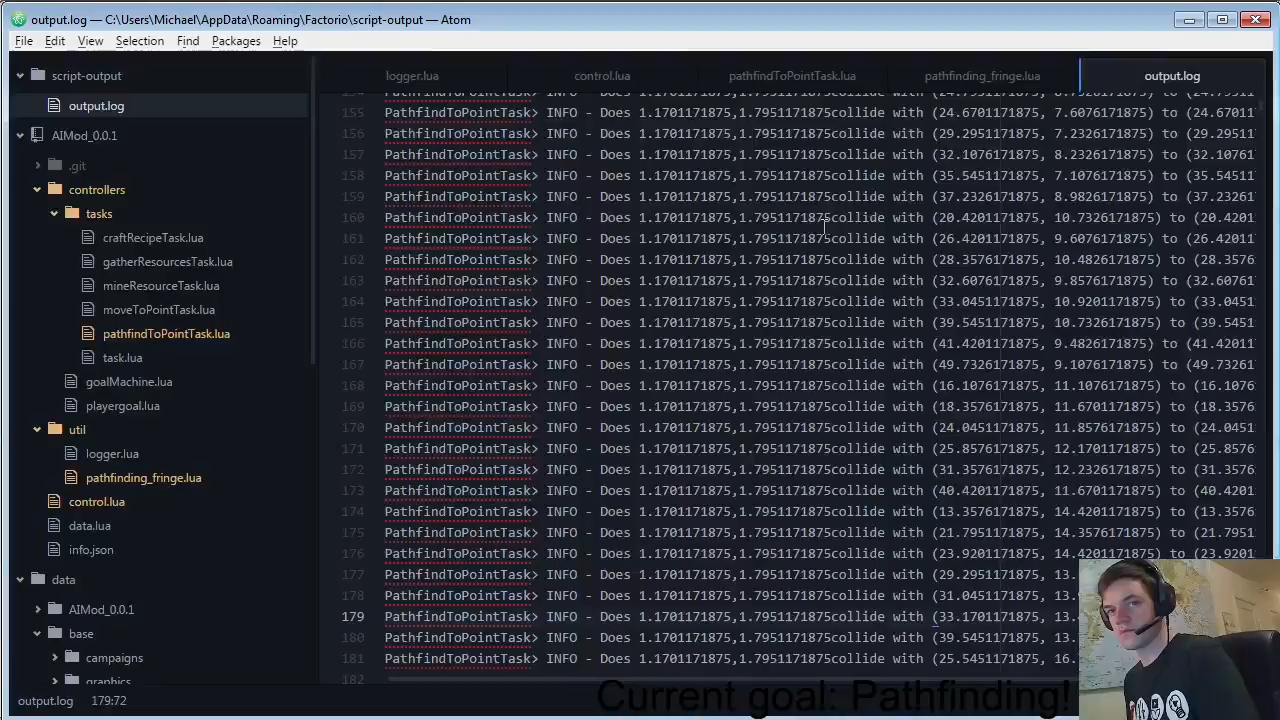 output.log — C:\Users\Michael\AppData\Roaming\Factorio\script-output — Atom
File Edit View Selection Find Packages Help
script-output
output.log
AIMod_0.0.1
.git
controllers
tasks
craftRecipeTask.lua
gatherResourcesTask.lua
mineResourceTask.lua
moveToPointTask.lua
pathfindToPointTask.lua
task.lua
goalMachine.lua
playergoal.lua
util
logger.lua
pathfinding_fringe.lua
control.lua
data.lua
info.json
data
AIMod_0.0.1
base
campaigns
graphics
logger.lua control.lua pathfindToPointTask.lua pathfinding_fringe.lua output.log
155 PathfindToPointTask> INFO - Does 1.1701171875,1.7951171875collide with (24.6701171875, 7.6076171875) to (24.6701
156 PathfindToPointTask> INFO - Does 1.1701171875,1.7951171875collide with (29.2951171875, 7.2326171875) to (29.2951
157 PathfindToPointTask> INFO - Does 1.1701171875,1.7951171875collide with (32.1076171875, 8.2326171875) to (32.1076
158 PathfindToPointTask> INFO - Does 1.1701171875,1.7951171875collide with (35.5451171875, 7.1076171875) to (35.5451
159 PathfindToPointTask> INFO - Does 1.1701171875,1.7951171875collide with (37.2326171875, 8.9826171875) to (37.2326
160 PathfindToPointTask> INFO - Does 1.1701171875,1.7951171875collide with (20.4201171875, 10.7326171875) to (20.4201
161 PathfindToPointTask> INFO - Does 1.1701171875,1.7951171875collide with (26.4201171875, 9.6076171875) to (26.4201
162 PathfindToPointTask> INFO - Does 1.1701171875,1.7951171875collide with (28.3576171875, 10.4826171875) to (28.3576
163 PathfindToPointTask> INFO - Does 1.1701171875,1.7951171875collide with (32.6076171875, 9.8576171875) to (32.6076
164 PathfindToPointTask> INFO - Does 1.1701171875,1.7951171875collide with (33.0451171875, 10.9201171875) to (33.0451
165 PathfindToPointTask> INFO - Does 1.1701171875,1.7951171875collide with (39.5451171875, 10.7326171875) to (39.5451
166 PathfindToPointTask> INFO - Does 1.1701171875,1.7951171875collide with (41.4201171875, 9.4826171875) to (41.4201
167 PathfindToPointTask> INFO - Does 1.1701171875,1.7951171875collide with (49.7326171875, 9.1076171875) to (49.7326
168 PathfindToPointTask> INFO - Does 1.1701171875,1.7951171875collide with (16.1076171875, 11.1076171875) to (16.1076
169 PathfindToPointTask> INFO - Does 1.1701171875,1.7951171875collide with (18.3576171875, 11.6701171875) to (18.3576
170 PathfindToPointTask> INFO - Does 1.1701171875,1.7951171875collide with (24.0451171875, 11.8576171875) to (24.0451
171 PathfindToPointTask> INFO - Does 1.1701171875,1.7951171875collide with (25.8576171875, 12.1701171875) to (25.8576
172 PathfindToPointTask> INFO - Does 1.1701171875,1.7951171875collide with (31.3576171875, 12.2326171875) to (31.3576
173 PathfindToPointTask> INFO - Does 1.1701171875,1.7951171875collide with (40.4201171875, 11.6701171875) to (40.4201
174 PathfindToPointTask> INFO - Does 1.1701171875,1.7951171875collide with (13.3576171875, 14.4201171875) to (13.3576
175 PathfindToPointTask> INFO - Does 1.1701171875,1.7951171875collide with (21.7951171875, 14.3576171875) to (21.7951
176 PathfindToPointTask> INFO - Does 1.1701171875,1.7951171875collide with (23.9201171875, 14.4201171875) to (23.9201
177 PathfindToPointTask> INFO - Does 1.1701171875,1.7951171875collide with (29.2951171875, 13.
178 PathfindToPointTask> INFO - Does 1.1701171875,1.7951171875collide with (31.0451171875, 13.
179 PathfindToPointTask> INFO - Does 1.1701171875,1.7951171875collide with (33.1701171875, 13.
180 PathfindToPointTask> INFO - Does 1.1701171875,1.7951171875collide with (39.5451171875, 13.
181 PathfindToPointTask> INFO - Does 1.1701171875,1.7951171875collide with (25.5451171875, 16.
182
output.log 179:72
Current goal: Pathfinding!